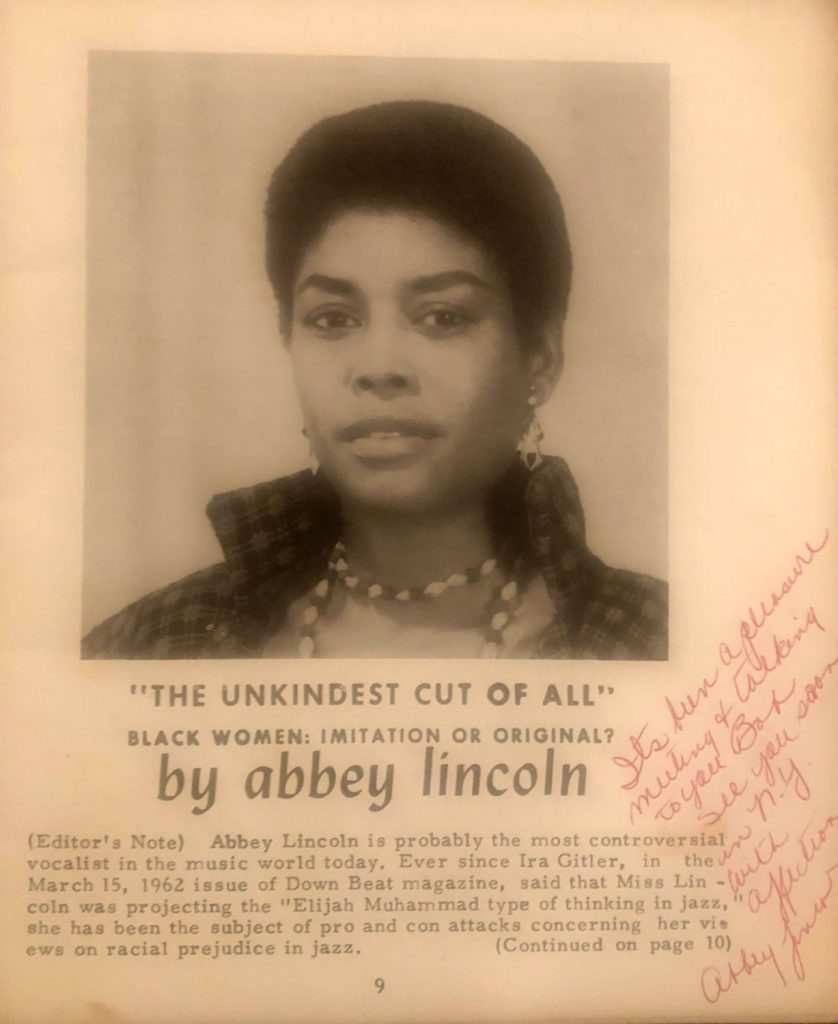 "THE UNKINDEST CUT OF ALL"
BLACK WOMEN: IMITATION OR ORIGINAL?
by abbey lincoln
(Editor's Note) Abbey Lincoln is probably the most controversial
vocalist in the music world today. Ever since Ira Gitler, in the
March 15, 1962 issue of Down Beat magazine, said that Miss Lin -
coln was projecting the "Elijah Muhammad type of thinking in jazz,"
she has been the subject of pro and con attacks concerning her vie
ews on racial prejudice in jazz. (Continued on page 10)
9
Its been a pleasure
meeting & talking
to you Bob
See you soon
in N.Y.
with
affection
Abbey Lincoln